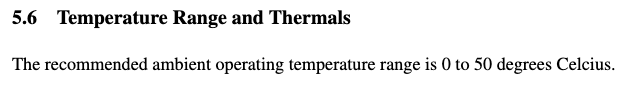 5.6 Temperature Range and Thermals
The recommended ambient operating temperature range is 0 to 50 degrees Celcius.